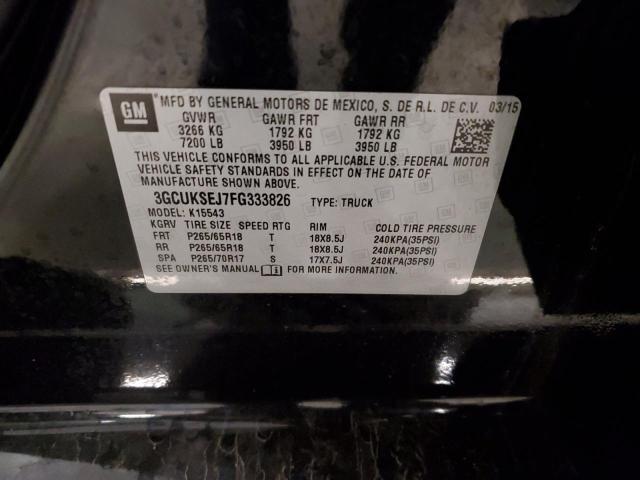 GM
MFD BY GENERAL MOTORS DE MEXICO, S. DE R.L. DE C.V. 03/15
GVWR GAWR FRT GAWR RR
3266 KG 1792 KG 1792 KG
7200 LB 3950 LB 3950 LB
THIS VEHICLE CONFORMS TO ALL APPLICABLE U.S. FEDERAL MOTOR
VEHICLE SAFETY STANDARDS IN EFFECT ON THE DATE OF
MANUFACTURE SHOWN ABOVE.
3GCUKSEJ7FG333826 TYPE: TRUCK
MODEL: K15543
KGRV TIRE SIZE SPEED RTG RIM COLD TIRE PRESSURE
FRT P265/65R18 T 18X8.5J 240KPA(35PSI)
RR P265/65R18 T 18X8.5J 240KPA(35PSI)
SPA P265/70R17 S 17X7.5J 240KPA(35PSI)
SEE OWNER'S MANUAL FOR MORE INFORMATION.